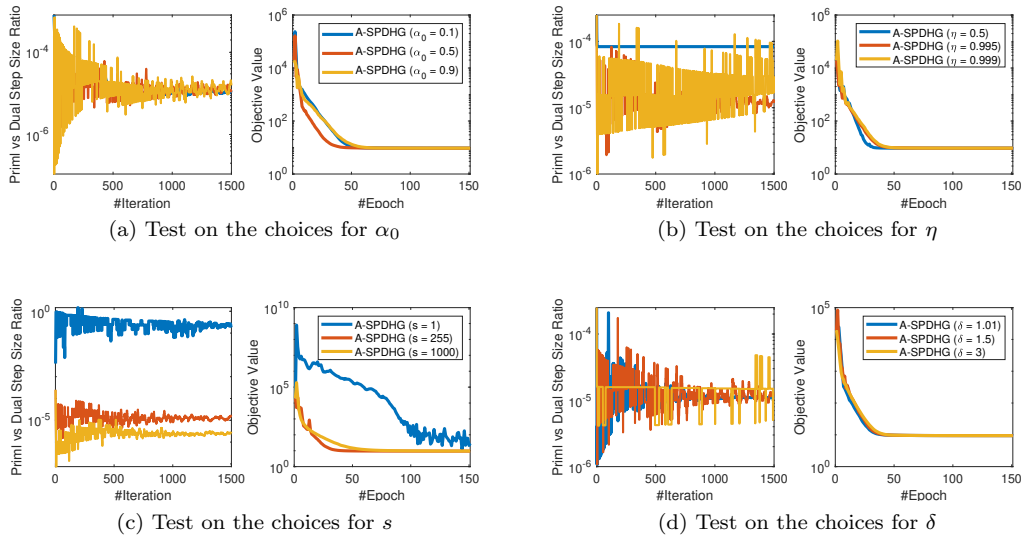 Priml vs Dual Step Size Ratio
10^-4
10^-6
0
500
1000
1500
#Iteration
Objective Value
10^6
10^4
10^2
10^0
A-SPDHG (α_0 = 0.1)
A-SPDHG (α_0 = 0.5)
A-SPDHG (α_0 = 0.9)
0
50
100
150
#Epoch
(a) Test on the choices for α_0
Priml vs Dual Step Size Ratio
10^-4
10^-5
10^-6
0
500
1000
1500
#Iteration
Objective Value
10^6
10^4
10^2
10^0
A-SPDHG (η = 0.5)
A-SPDHG (η = 0.995)
A-SPDHG (η = 0.999)
0
50
100
150
#Epoch
(b) Test on the choices for η
Priml vs Dual Step Size Ratio
10^0
10^-5
0
500
1000
1500
#Iteration
Objective Value
10^10
10^5
10^0
A-SPDHG (s = 1)
A-SPDHG (s = 255)
A-SPDHG (s = 1000)
0
50
100
150
#Epoch
(c) Test on the choices for s
Priml vs Dual Step Size Ratio
10^-4
10^-5
10^-6
0
500
1000
1500
#Iteration
Objective Value
10^5
10^0
A-SPDHG (δ = 1.01)
A-SPDHG (δ = 1.5)
A-SPDHG (δ = 3)
0
50
100
150
#Epoch
(d) Test on the choices for δ